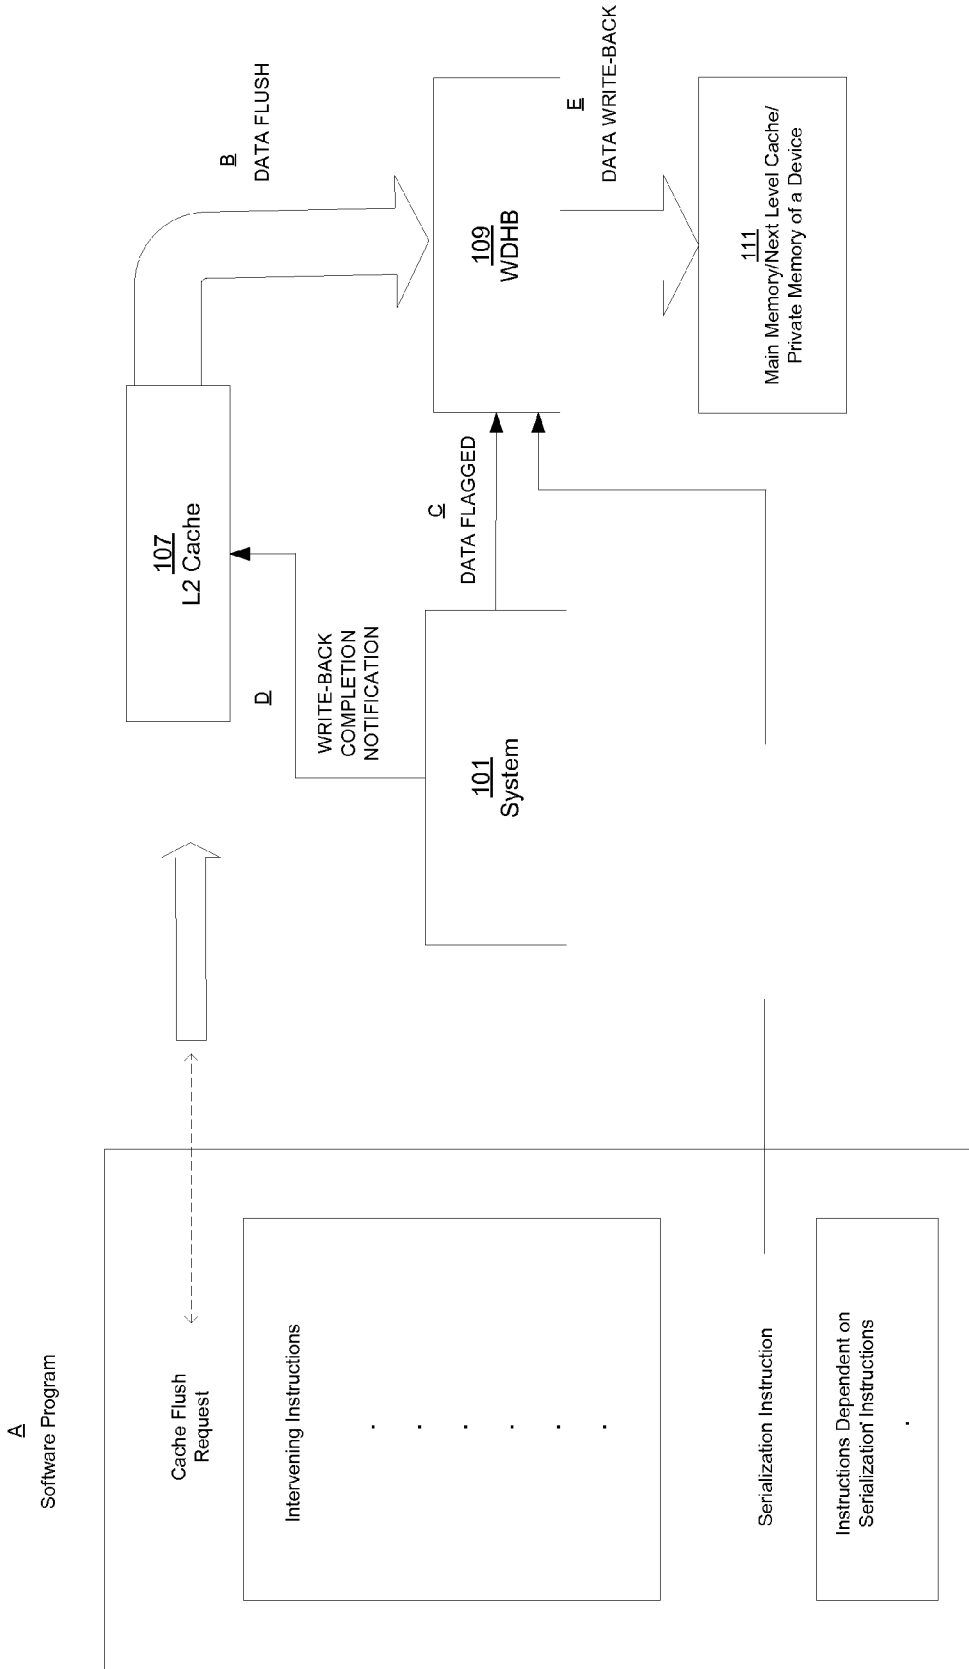 A
Software Program
Cache Flush
Request
Intervening Instructions
Serialization Instruction
Instructions Dependent on
Serialization Instructions
107
L2 Cache
B
DATA FLUSH
D
WRITE-BACK
COMPLETION
NOTIFICATION
101
System
C
DATA FLAGGED
109
WDHB
E
DATA WRITE-BACK
111
Main Memory/Next Level Cache/
Private Memory of a Device